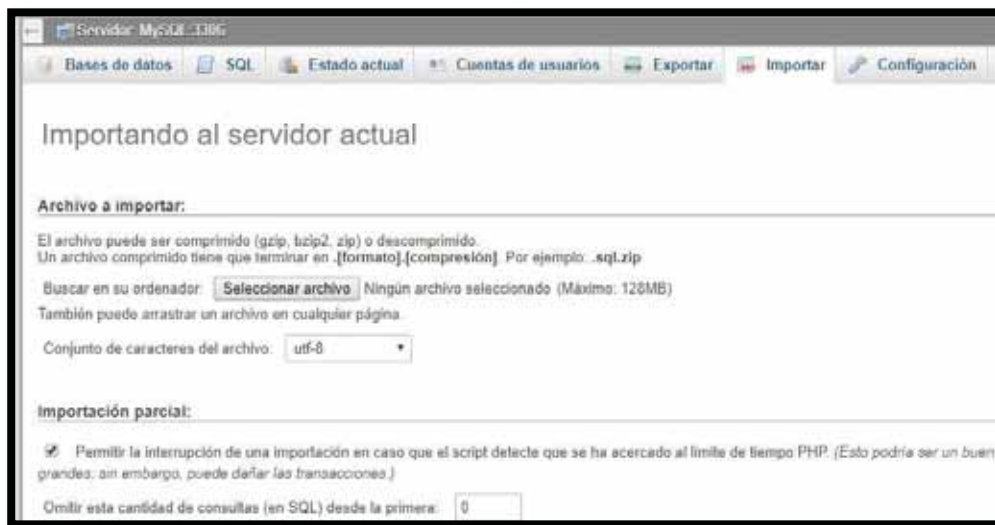 Servidor: MySQL:3306
Bases de datos SQL Estado actual Cuentas de usuarios Exportar Importar Configuración
Importando al servidor actual
Archivo a importar:
El archivo puede ser comprimido (gzip, bzip2, zip) o descomprimido.
Un archivo comprimido tiene que terminar en .[formato].[compresión]. Por ejemplo: .sql.zip
Buscar en su ordenador: Seleccionar archivo Ningún archivo seleccionado (Máximo: 128MB)
También puede arrastrar un archivo en cualquier página.
Conjunto de caracteres del archivo: utf-8
Importación parcial:
Permitir la interrupción de una importación en caso que el script detecte que se ha acercado al límite de tiempo PHP. (Esto podría ser un buen
grandes; sin embargo, puede dañar las transacciones.)
Omitir esta cantidad de consultas (en SQL) desde la primera: 0